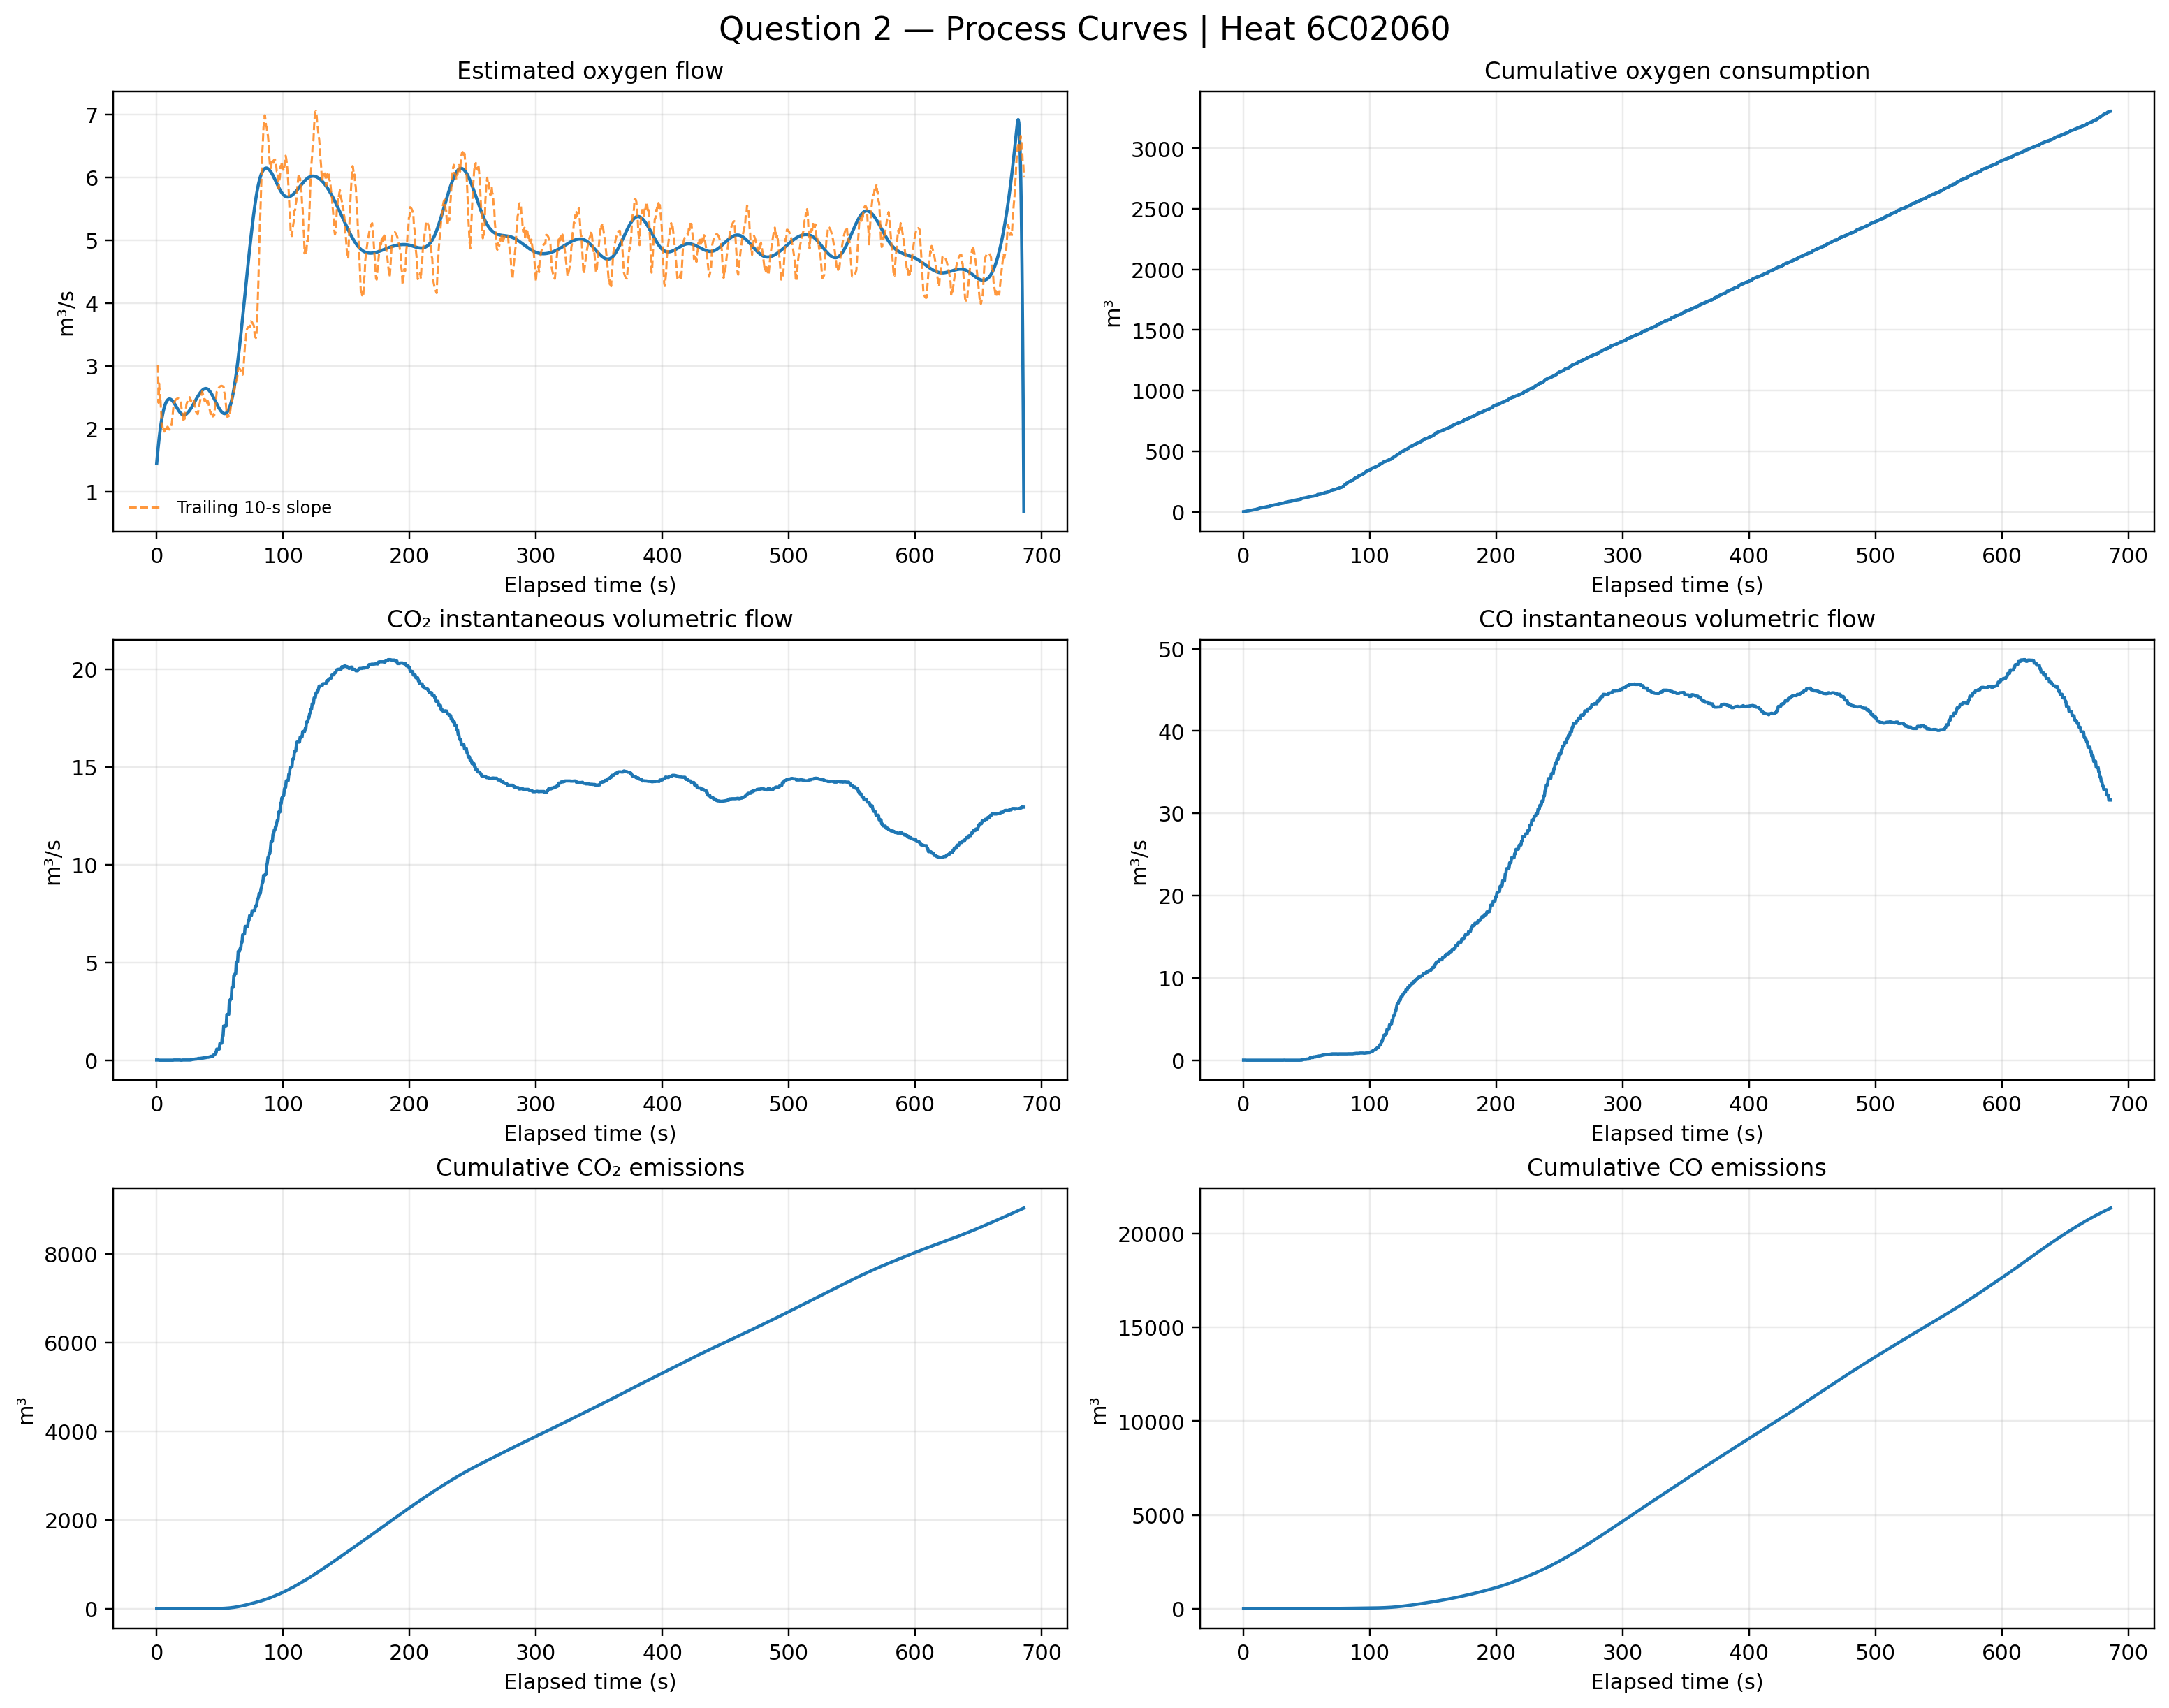 Question 2 — Process Curves | Heat 6C02060
Estimated oxygen flow
m³/s
7
6
5
4
3
2
1
Trailing 10-s slope
0 100 200 300 400 500 600 700
Elapsed time (s)
Cumulative oxygen consumption
m³
3000
2500
2000
1500
1000
500
0
0 100 200 300 400 500 600 700
Elapsed time (s)
CO₂ instantaneous volumetric flow
m³/s
20
15
10
5
0
0 100 200 300 400 500 600 700
Elapsed time (s)
CO instantaneous volumetric flow
m³/s
50
40
30
20
10
0
0 100 200 300 400 500 600 700
Elapsed time (s)
Cumulative CO₂ emissions
m³
8000
6000
4000
2000
0
0 100 200 300 400 500 600 700
Elapsed time (s)
Cumulative CO emissions
m³
20000
15000
10000
5000
0
0 100 200 300 400 500 600 700
Elapsed time (s)